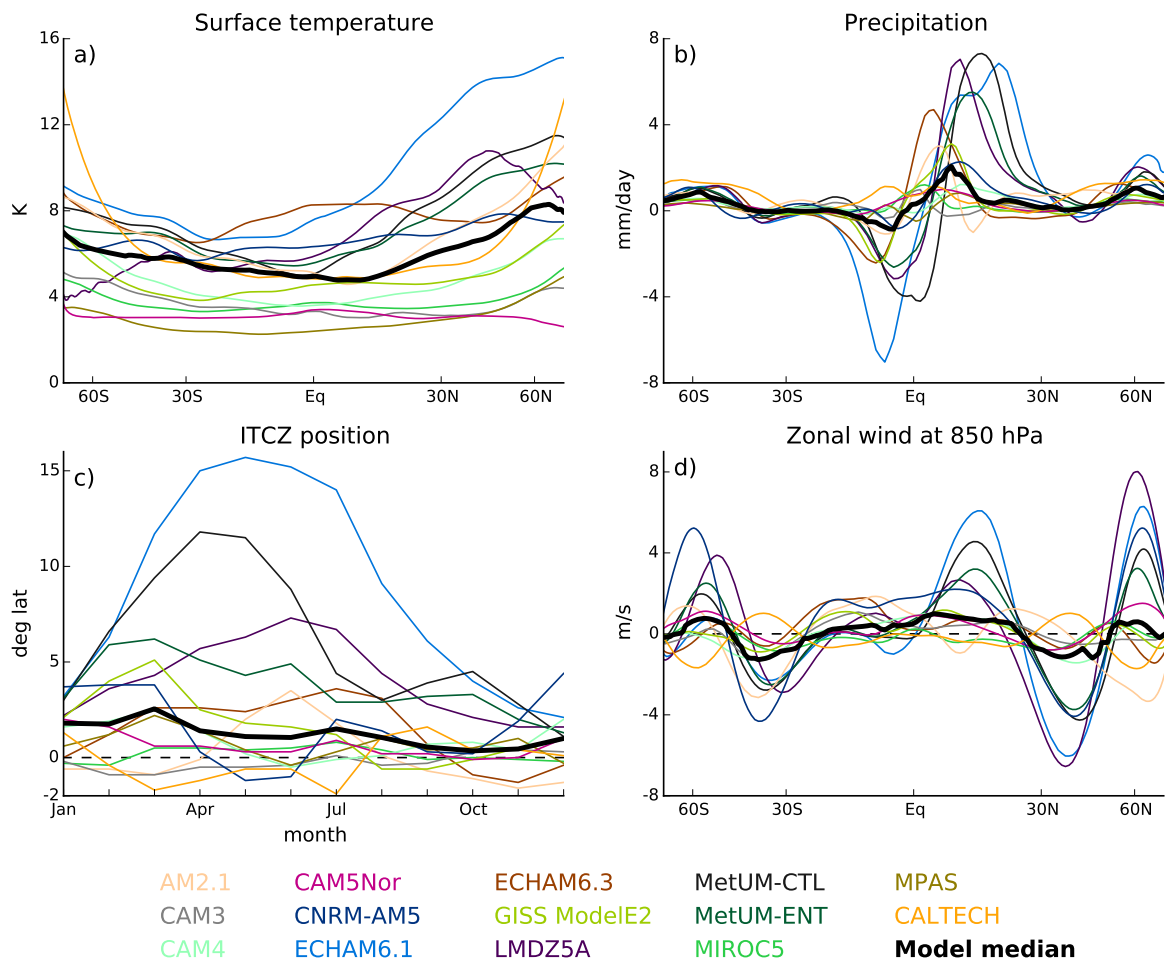 Surface temperature
Precipitation
a)
K
16
12
8
4
0
60S 30S Eq 30N 60N
b)
mm/day
8
4
0
-4
-8
60S 30S Eq 30N 60N
ITCZ position
Zonal wind at 850 hPa
c)
deg lat
15
10
5
0
-2
Jan Apr Jul Oct
month
d)
m/s
8
4
0
-4
-8
60S 30S Eq 30N 60N
AM2.1 CAM5Nor ECHAM6.3 MetUM-CTL MPAS
CAM3 CNRM-AM5 GISS ModelE2 MetUM-ENT CALTECH
CAM4 ECHAM6.1 LMDZ5A MIROC5 Model median